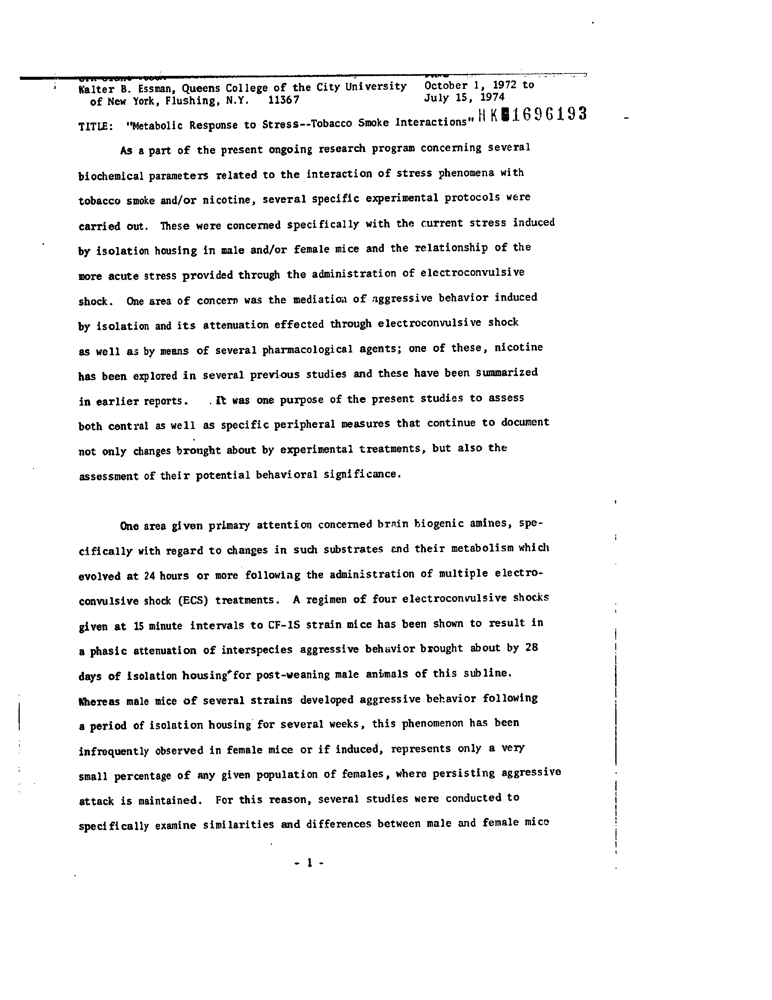 Walter B. Essman, Queens College of the City University October 1, 1972 to
of New York, Flushing, N.Y. 11367 July 15, 1974
TITLE: "Metabolic Response to Stress--Tobacco Smoke Interactions" HK 1696193
As a part of the present ongoing research program concerning several
biochemical parameters related to the interaction of stress phenomena with
tobacco smoke and/or nicotine, several specific experimental protocols were
carried out. These were concerned specifically with the current stress induced
by isolation housing in male and/or female mice and the relationship of the
more acute stress provided through the administration of electroconvulsive
shock. One area of concern was the mediation of aggressive behavior induced
by isolation and its attenuation effected through electroconvulsive shock
as well as by means of several pharmacological agents; one of these, nicotine
has been explored in several previous studies and these have been summarized
in earlier reports. . It was one purpose of the present studies to assess
both central as well as specific peripheral measures that continue to document
not only changes brought about by experimental treatments, but also the
assessment of their potential behavioral significance.
One area given primary attention concerned brain biogenic amines, spe-
cifically with regard to changes in such substrates and their metabolism which
evolved at 24 hours or more following the administration of multiple electro-
convulsive shock (ECS) treatments. A regimen of four electroconvulsive shocks
given at 15 minute intervals to CF-1S strain mice has been shown to result in
a phasic attenuation of interspecies aggressive behavior brought about by 28
days of isolation housing for post-weaning male animals of this subline.
Whereas male mice of several strains developed aggressive behavior following
a period of isolation housing for several weeks, this phenomenon has been
infrequently observed in female mice or if induced, represents only a very
small percentage of any given population of females, where persisting aggressive
attack is maintained. For this reason, several studies were conducted to
specifically examine similarities and differences between male and female mice
- 1 -